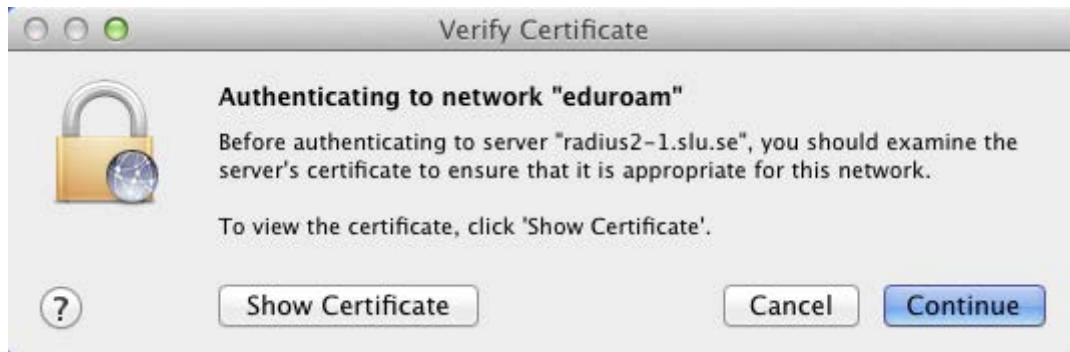 Verify Certificate
Authenticating to network "eduroam"
Before authenticating to server "radius2-1.slu.se", you should examine the
server's certificate to ensure that it is appropriate for this network.
To view the certificate, click 'Show Certificate'.
?
Show Certificate
Cancel
Continue